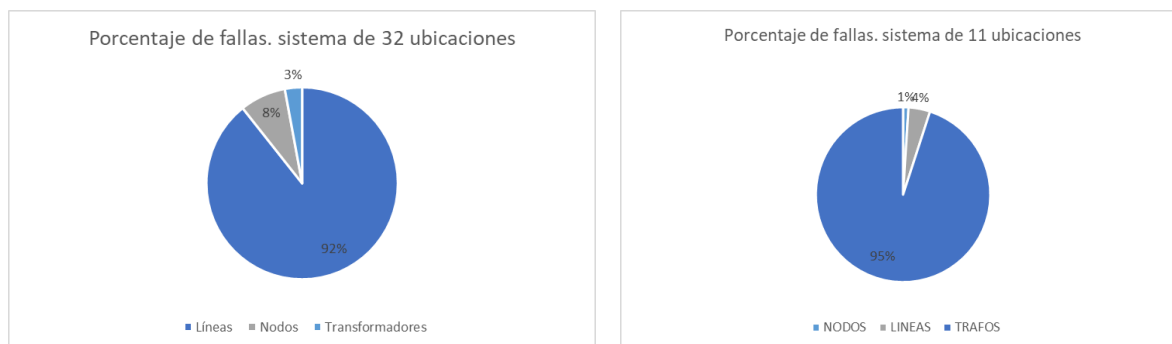 Porcentaje de fallas. sistema de 32 ubicaciones
3%
8%
92%
Líneas Nodos Transformadores
Porcentaje de fallas. sistema de 11 ubicaciones
1% 4%
95%
NODOS LINEAS TRAFOS